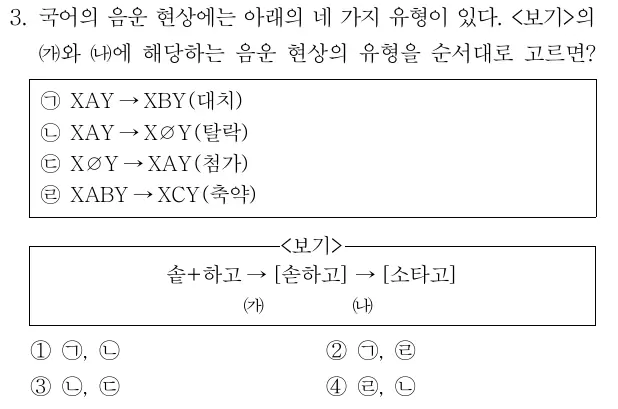 3. 국어의 음운 현상에는 아래의 네 가지 유형이 있다. <보기>의
㈎와 ㈏에 해당하는 음운 현상의 유형을 순서대로 고르면?
㉠ XAY → XBY(대치)
㉡ XAY → X∅Y(탈락)
㉢ X∅Y → XAY(첨가)
㉣ XABY → XCY(축약)
<보기>
솥+하고 → [솓하고] → [소타고]
㈎ ㈏
① ㉠, ㉡ ② ㉠, ㉣
③ ㉡, ㉢ ④ ㉣, ㉡